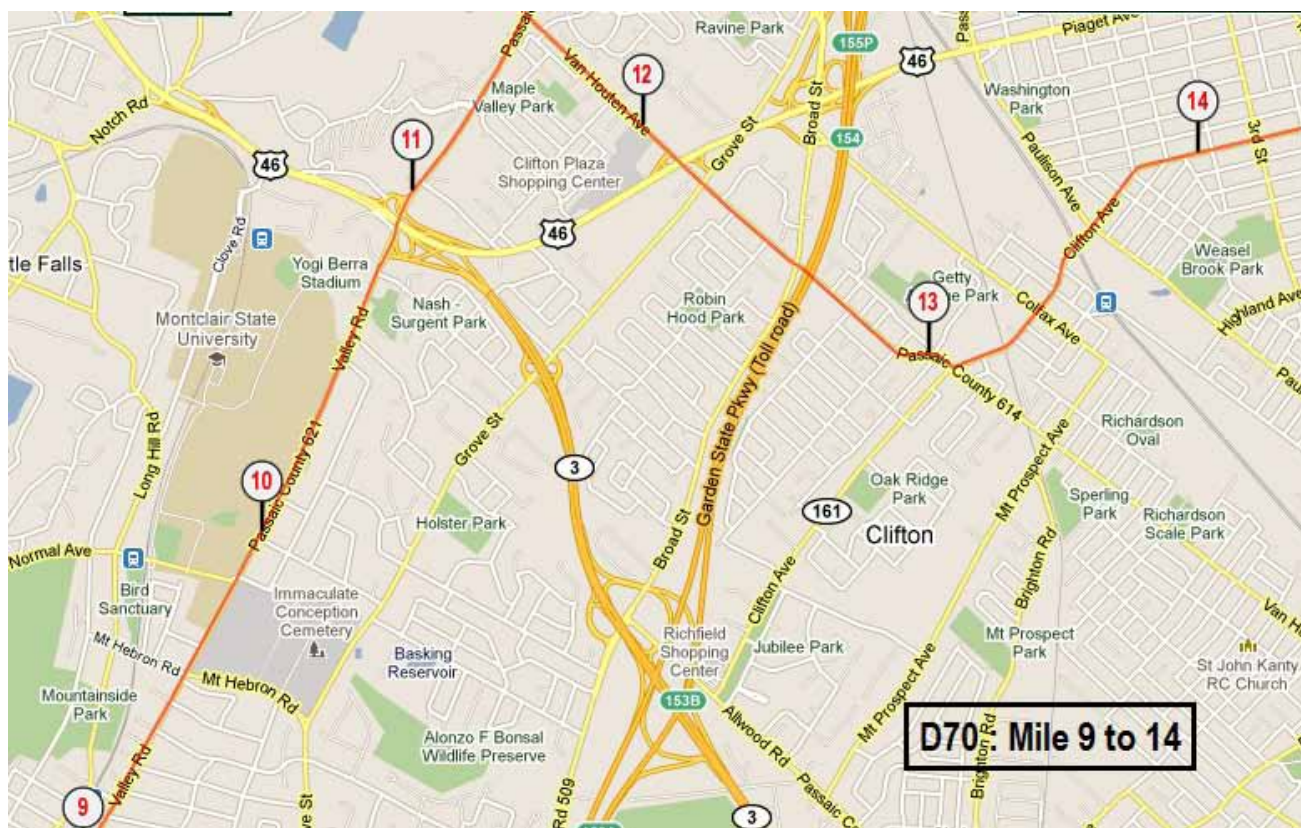 Ravine Park
155P
46
Piaget Ave
Van Houten Ave
12
Maple
Valley Park
Notch Rd
11
Washington
Park
14
3rd St
154
Broad St
Grove St
Clifton Plaza
Shopping Center
46
46
Paulison Ave
Clifton Ave
Clove Rd
Yogi Berra
Stadium
Weasel
Brook Park
Nash -
Surgent Park
Robin
Hood Park
Getty
13
Colfax Ave
Highland Ave
Montclair State
University
Valley Rd
Passaic County 621
Passaic County 614
Garden State Pkwy (Toll road)
Long Hill Rd
Grove St
3
Richardson
Oval
Mt Prospect Ave
10
Holster Park
Broad St
161
Oak Ridge
Park
Clifton
Sperling
Park
Richardson
Scale Park
Brighton Rd
Normal Ave
Bird
Sanctuary
Immaculate
Conception
Cemetery
Clifton Ave
Mt Hebron Rd
Mt Hebron Rd
Basking
Reservoir
Richfield
Shopping
Center
Jubilee Park
Mt Prospect
Park
St John Kanty
RC Church
Mountainside
Park
153B
Allwood Rd
Mt Prospect Ave
Brighton Rd
Alonzo F Bonsal
Wildlife Preserve
D70 : Mile 9 to 14
9
Valley Rd
Rd 509
3